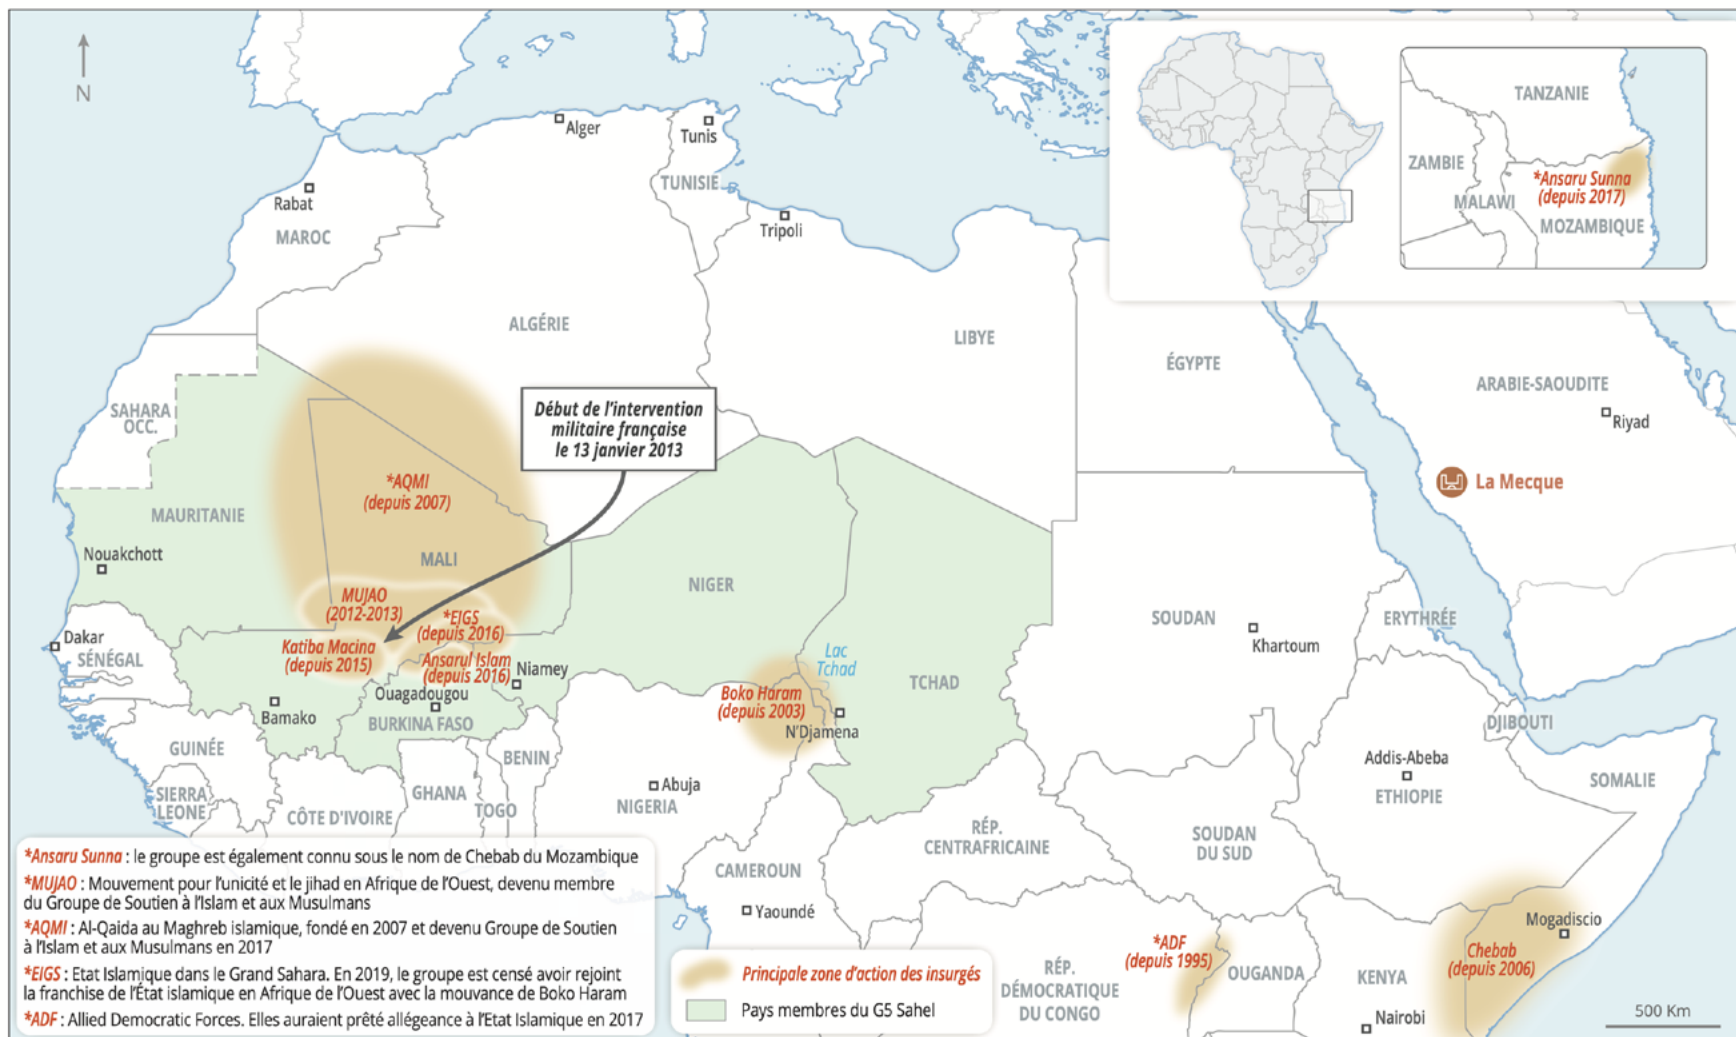 N
Alger
Tunis
TUNISIE
Rabat
MAROC
Tripoli
ALGÉRIE
LIBYE
ÉGYPTE
TANZANIE
ZAMBIE
*Ansaru Sunna
(depuis 2017)
MALAWI
MOZAMBIQUE
ARABIE-SAOUDITE
Riyad
La Mecque
SAHARA
OCC.
Début de l'intervention
militaire française
le 13 janvier 2013
*AQMI
(depuis 2007)
MAURITANIE
Nouakchott
MALI
NIGER
MUJAO
(2012-2013)
*EIGS
(depuis 2016)
Katiba Macina
(depuis 2015)
Ansarul Islam
(depuis 2016)
Niamey
Dakar
SÉNÉGAL
Ouagadougou
Bamako
BURKINA FASO
Lac
Tchad
TCHAD
Boko Haram
(depuis 2003)
N'Djamena
SOUDAN
Khartoum
ERYTHRÉE
DJIBOUTI
Addis-Abeba
ETHIOPIE
SOMALIE
GUINÉE
BENIN
SIERRA
LEONE
CÔTE D'IVOIRE
GHANA
TOGO
Abuja
NIGERIA
RÉP.
CENTRAFRICAINE
SOUDAN
DU SUD
CAMEROUN
Yaoundé
*ADF
(depuis 1995)
RÉP.
DÉMOCRATIQUE
DU CONGO
OUGANDA
KENYA
Nairobi
Mogadiscio
Chebab
(depuis 2006)
500 Km
*Ansaru Sunna : le groupe est également connu sous le nom de Chebab du Mozambique
*MUJAO : Mouvement pour l'unicité et le jihad en Afrique de l'Ouest, devenu membre
du Groupe de Soutien à l'Islam et aux Musulmans
*AQMI : Al-Qaida au Maghreb islamique, fondé en 2007 et devenu Groupe de Soutien
à l'Islam et aux Musulmans en 2017
*EIGS : Etat Islamique dans le Grand Sahara. En 2019, le groupe est censé avoir rejoint
la franchise de l'État islamique en Afrique de l'Ouest avec la mouvance de Boko Haram
*ADF : Allied Democratic Forces. Elles auraient prêté allégeance à l'Etat Islamique en 2017
Principale zone d'action des insurgés
Pays membres du G5 Sahel